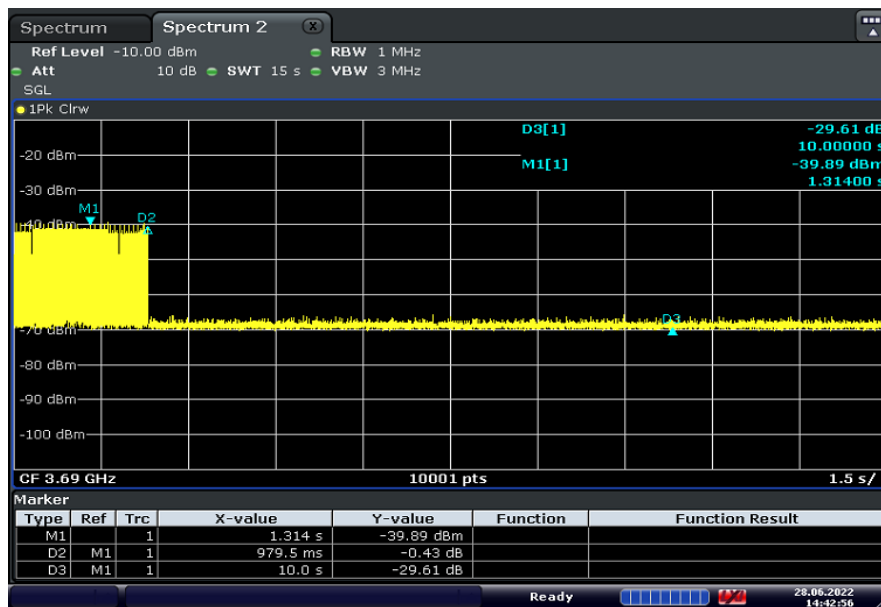 Spectrum Spectrum 2 X
Ref Level -10.00 dBm RBW 1 MHz
Att 10 dB SWT 15 s VBW 3 MHz
SGL
1Pk Clrw
D3[1] -29.61 dB
10.00000 s
M1[1] -39.89 dBm
1.31400 s
-20 dBm
-30 dBm
M1
D2
-40 dBm
D3
-70 dBm
-80 dBm
-90 dBm
-100 dBm
CF 3.69 GHz 10001 pts 1.5 s/
Marker
Type Ref Trc X-value Y-value Function Function Result
M1 1 1.314 s -39.89 dBm
D2 M1 1 979.5 ms -0.43 dB
D3 M1 1 10.0 s -29.61 dB
Ready 28.06.2022
14:42:56